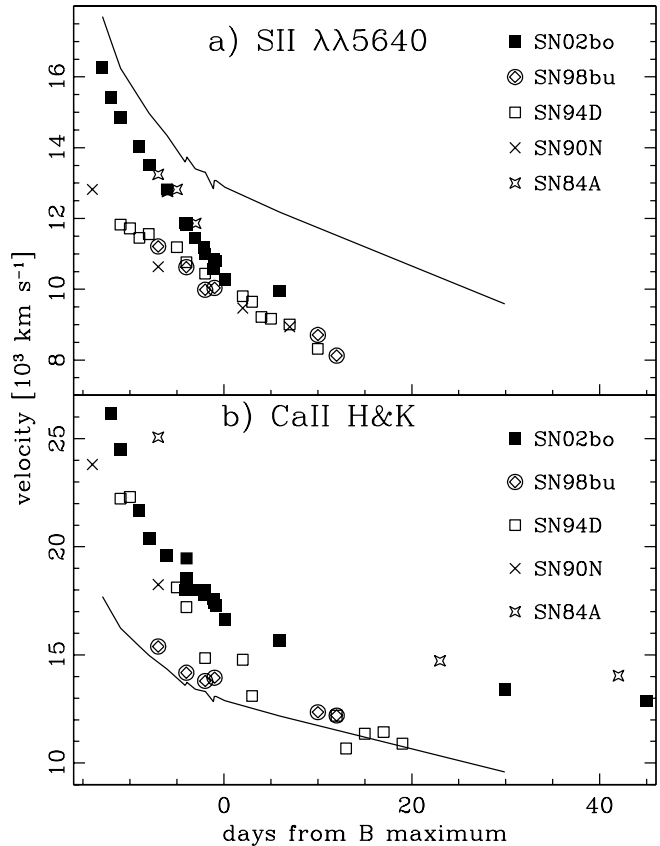 a) SII λλ5640
SN02bo
SN98bu
SN94D
SN90N
SN84A
16
14
12
10
8
velocity [10³ km s⁻¹]
b) CaII H&K
SN02bo
SN98bu
SN94D
SN90N
SN84A
25
20
15
10
0
20
40
days from B maximum